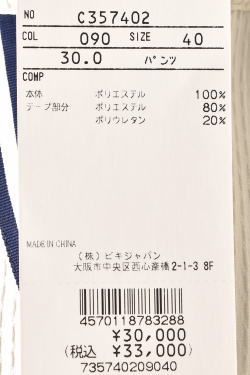 NO C357402
COL 090 SIZE 40
30.0 パンツ
COMP
本体 ポリエステル 100%
テープ部分 ポリエステル 80%
ポリウレタン 20%
MADE IN CHINA
(株) ビキジャパン
大阪市中央区西心斎橋2-1-3 8F
4570118783288
¥30,000
(税込 ¥33,000)
735740209040